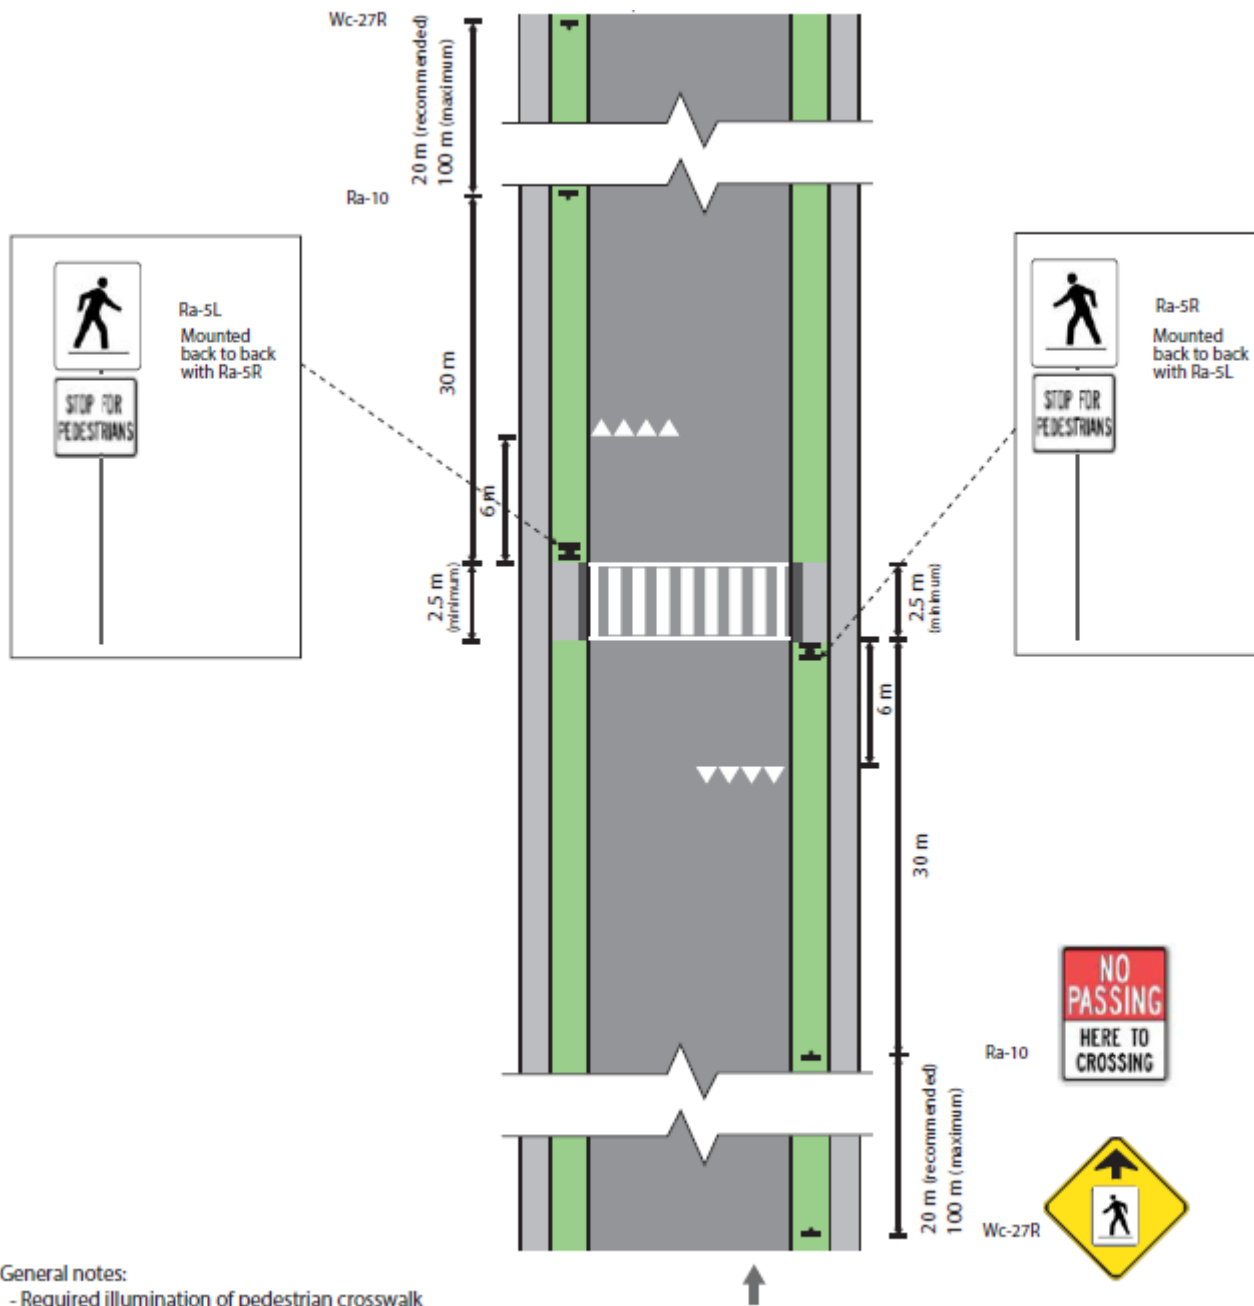 Wc-27R
20 m (recommended)
100 m (maximum)
Ra-10
STOP FOR
PEDESTRIANS
Ra-5L
Mounted
back to back
with Ra-5R
30 m
6 m
2.5 m
(minimum)
STOP FOR
PEDESTRIANS
Ra-5R
Mounted
back to back
with Ra-5L
2.5 m
(minimum)
6 m
30 m
NO
PASSING
HERE TO
CROSSING
Ra-10
20 m (recommended)
100 m (maximum)
Wc-27R
General notes:
- Required illumination of pedestrian crosswalk